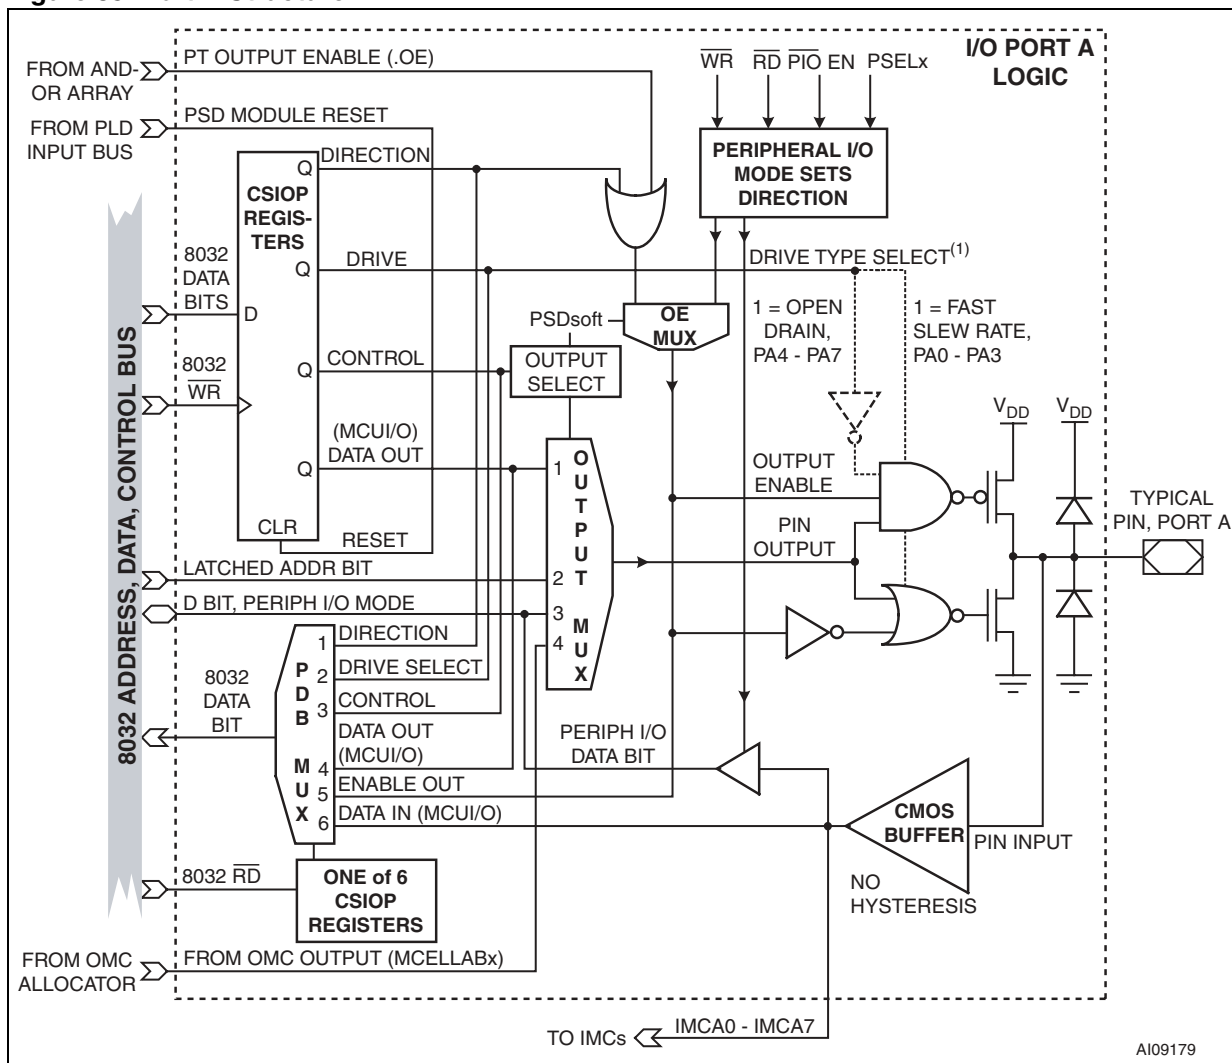 I/O PORT A
LOGIC
FROM AND-
OR ARRAY
PT OUTPUT ENABLE (.OE)
W̅R̅ R̅D̅ P̅I̅O̅ EN PSELx
FROM PLD
INPUT BUS
PSD MODULE RESET
PERIPHERAL I/O
MODE SETS
DIRECTION
DIRECTION
Q
CSIOP
REGIS-
TERS
8032 ADDRESS, DATA, CONTROL BUS
8032
DATA
BITS
D
Q
DRIVE
DRIVE TYPE SELECT(1)
1 = OPEN
DRAIN,
PA4 - PA7
1 = FAST
SLEW RATE,
PA0 - PA3
PSDsoft
OE
MUX
8032
W̅R̅
Q
CONTROL
OUTPUT
SELECT
VDD
VDD
(MCUI/O)
DATA OUT
Q
CLR
RESET
1
2
3
4
OUTPUT MUX
OUTPUT
ENABLE
PIN
OUTPUT
TYPICAL
PIN, PORT A
LATCHED ADDR BIT
D BIT, PERIPH I/O MODE
8032
DATA
BIT
PDB MUX
1 DIRECTION
2 DRIVE SELECT
3 CONTROL
DATA OUT
4 (MCUI/O)
5 ENABLE OUT
6 DATA IN (MCUI/O)
PERIPH I/O
DATA BIT
CMOS
BUFFER
PIN INPUT
NO
HYSTERESIS
8032 R̅D̅
ONE of 6
CSIOP
REGISTERS
FROM OMC
ALLOCATOR
FROM OMC OUTPUT (MCELLABx)
TO IMCs
IMCA0 - IMCA7
AI09179